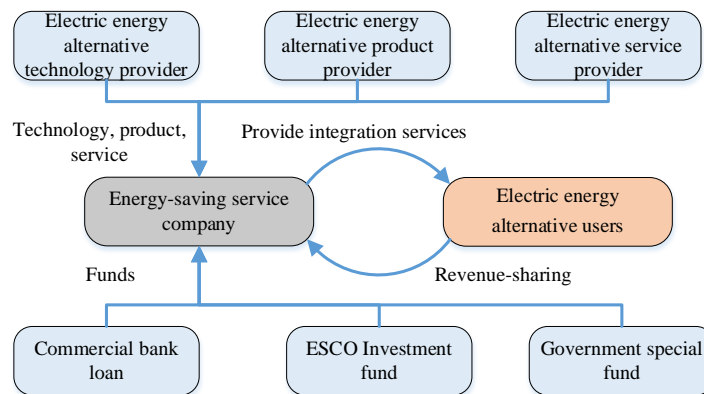 Electric energy
alternative
technology provider
Electric energy
alternative product
provider
Electric energy
alternative service
provider
Technology, product,
service
Provide integration services
Energy-saving service
company
Electric energy
alternative users
Funds
Revenue-sharing
Commercial bank
loan
ESCO Investment
fund
Government special
fund